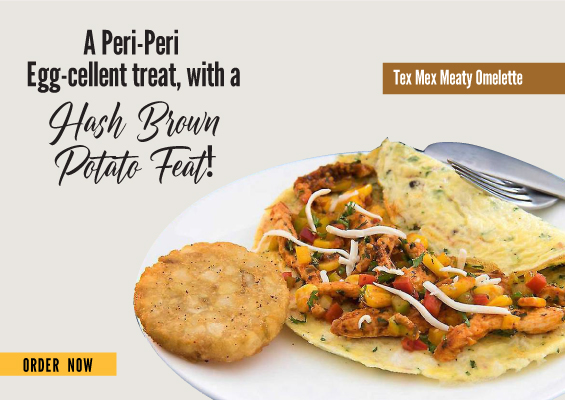 A Peri-Peri
Egg-cellent treat, with a
Hash Brown
Potato Feat!
Tex Mex Meaty Omelette
ORDER NOW